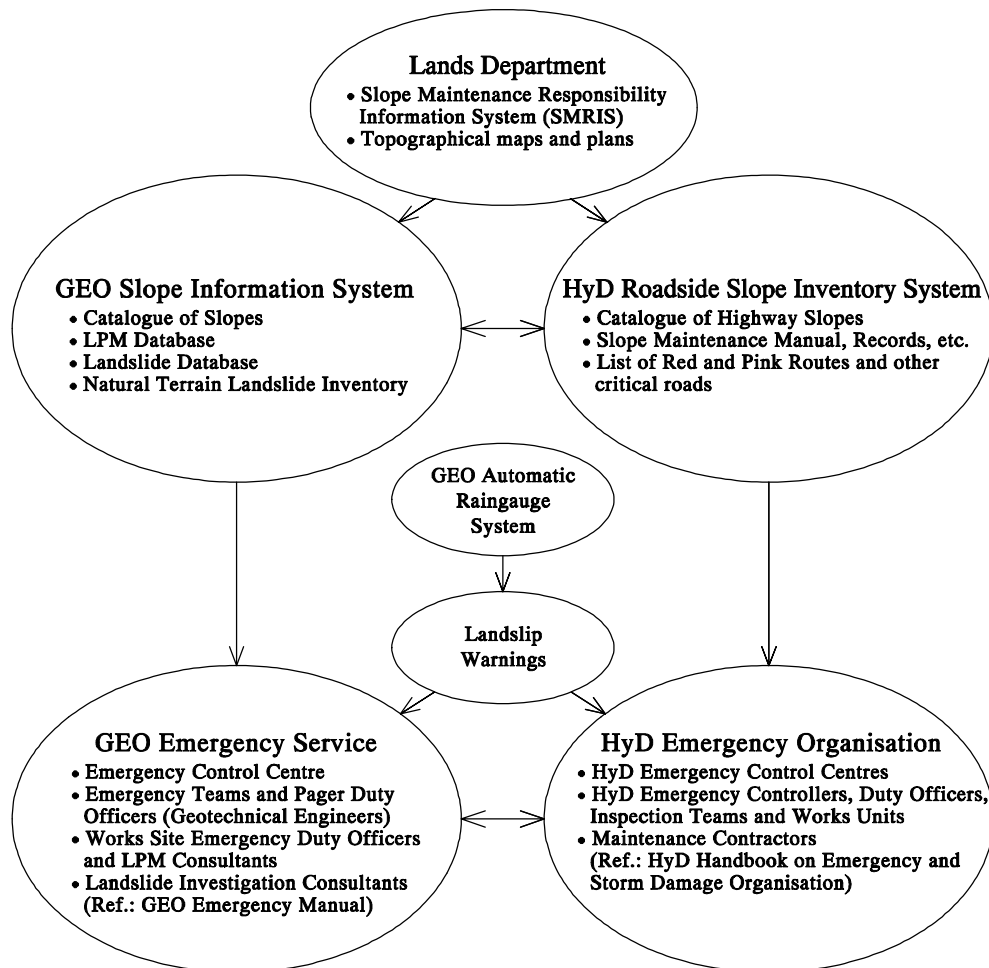 Lands Department
• Slope Maintenance Responsibility
Information System (SMRIS)
• Topographical maps and plans
GEO Slope Information System
• Catalogue of Slopes
• LPM Database
• Landslide Database
• Natural Terrain Landslide Inventory
HyD Roadside Slope Inventory System
• Catalogue of Highway Slopes
• Slope Maintenance Manual, Records, etc.
• List of Red and Pink Routes and other
critical roads
GEO Automatic
Raingauge
System
Landslip
Warnings
GEO Emergency Service
• Emergency Control Centre
• Emergency Teams and Pager Duty
Officers (Geotechnical Engineers)
• Works Site Emergency Duty Officers
and LPM Consultants
• Landslide Investigation Consultants
(Ref.: GEO Emergency Manual)
HyD Emergency Organisation
• HyD Emergency Control Centres
• HyD Emergency Controllers, Duty Officers,
Inspection Teams and Works Units
• Maintenance Contractors
(Ref.: HyD Handbook on Emergency and
Storm Damage Organisation)